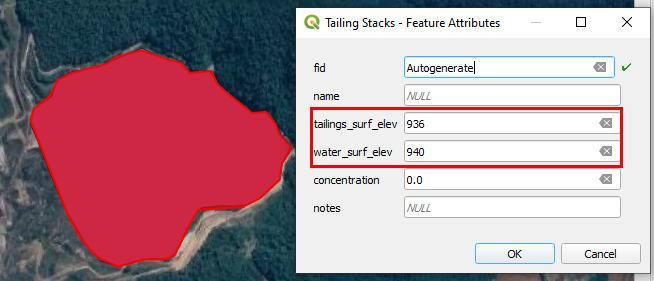 Tailing Stacks - Feature Attributes
fid Autogenerate
name NULL
tailings_surf_elev 936
water_surf_elev 940
concentration 0.0
notes NULL
OK Cancel